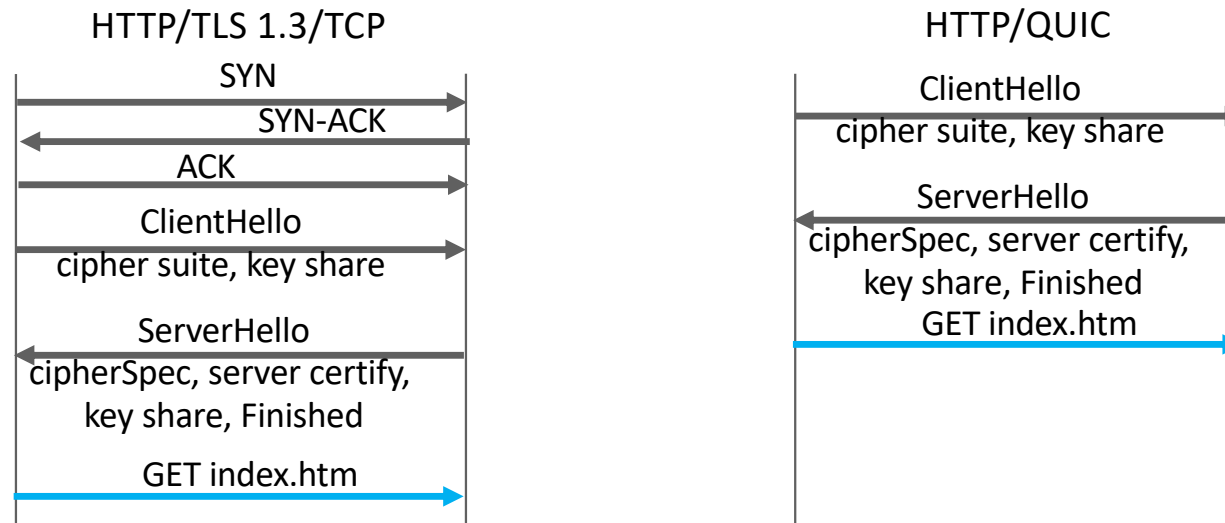 HTTP/TLS 1.3/TCP
SYN
SYN-ACK
ACK
ClientHello
cipher suite, key share
ServerHello
cipherSpec, server certify,
key share, Finished
GET index.htm
HTTP/QUIC
ClientHello
cipher suite, key share
ServerHello
cipherSpec, server certify,
key share, Finished
GET index.htm